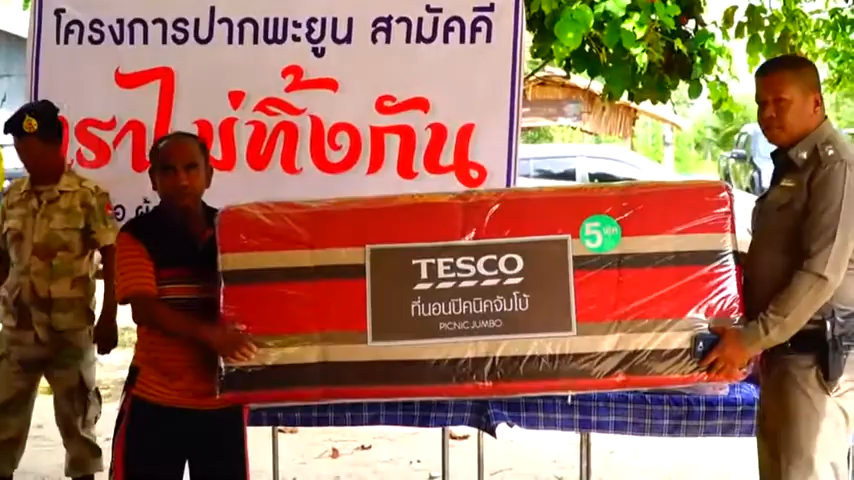 โครงการปากพะยูน สามัคคี
เราไม่ทิ้งกัน
5 ฟุต
TESCO
ที่นอนปิคนิคจัมโบ้
PICNIC JUMBO